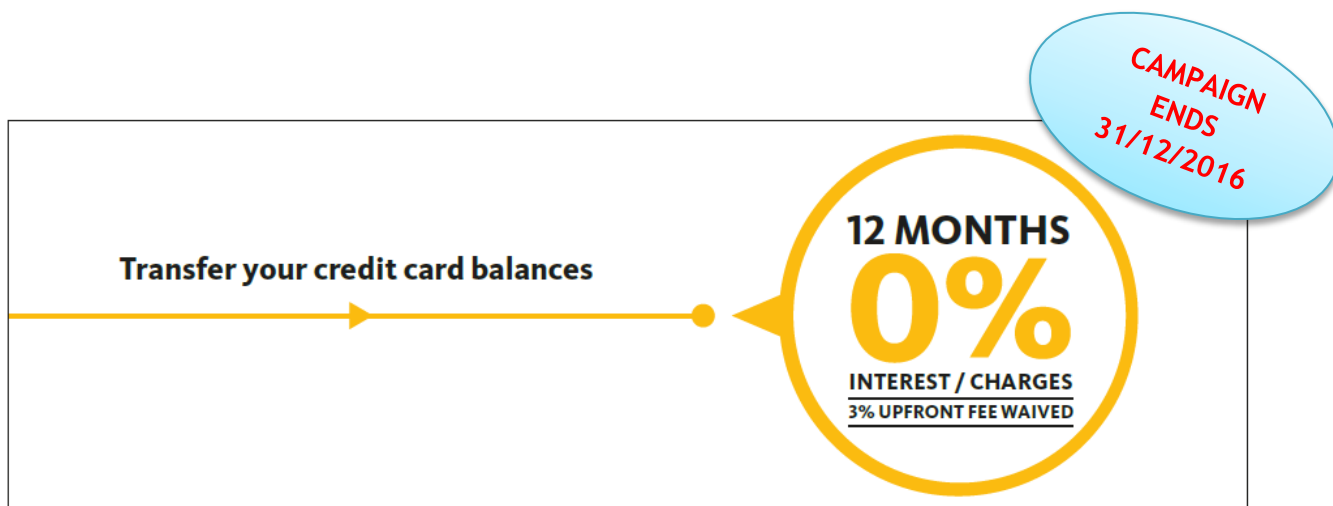 CAMPAIGN
ENDS
31/12/2016
Transfer your credit card balances
12 MONTHS
0%
INTEREST / CHARGES
3% UPFRONT FEE WAIVED